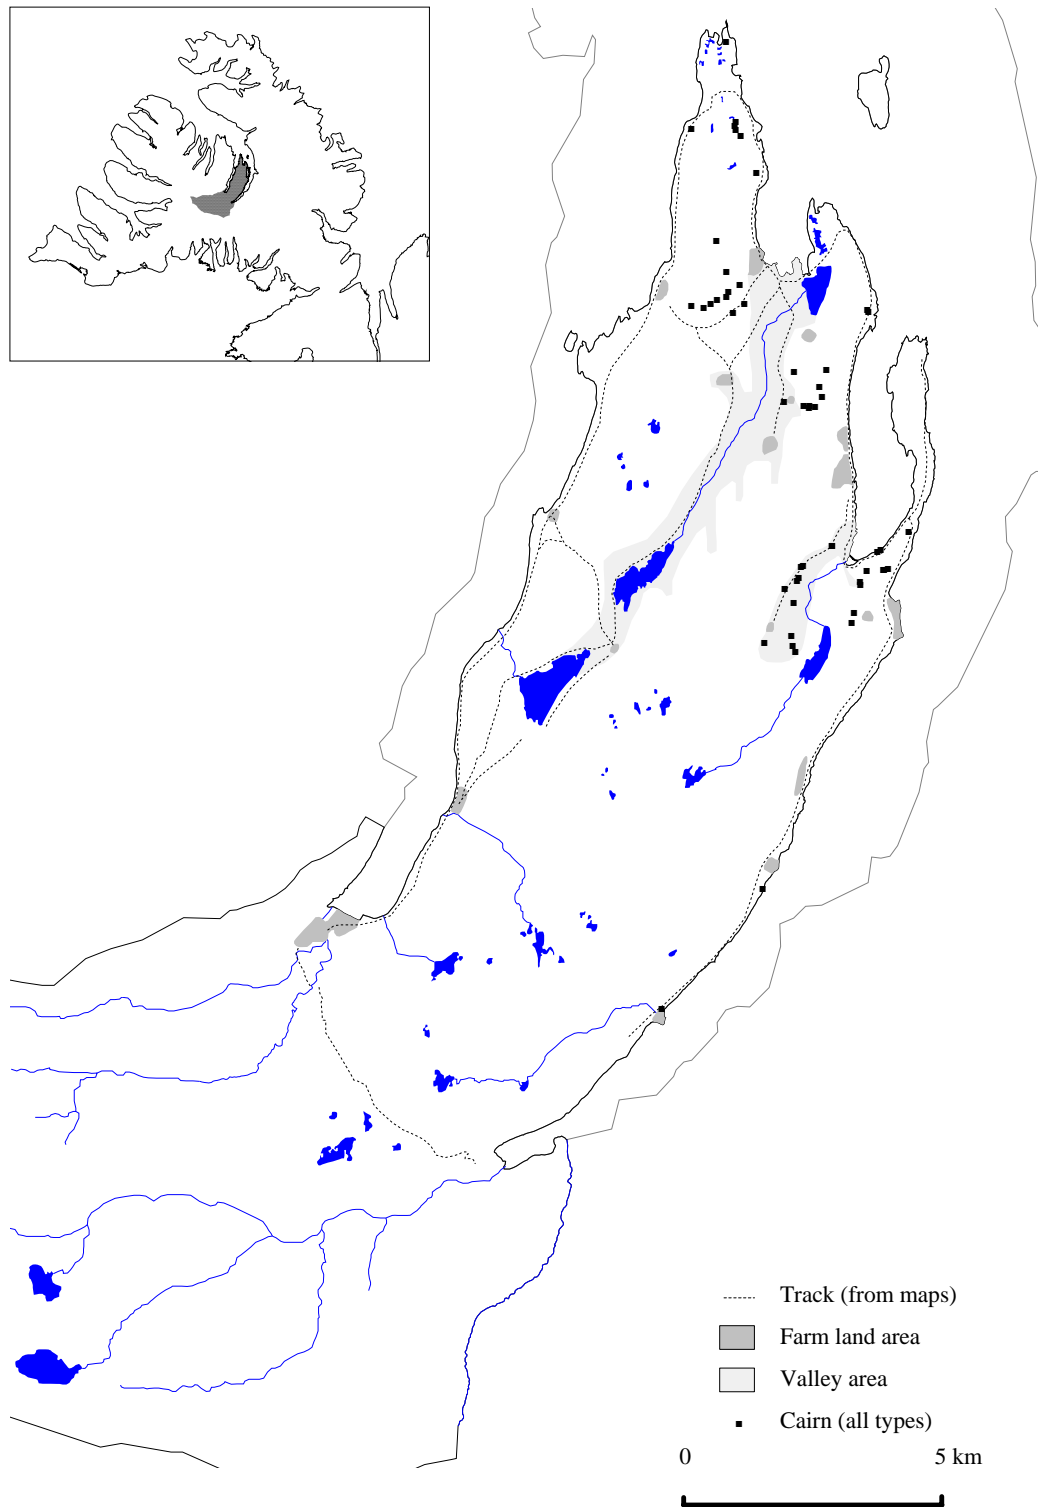 Track (from maps)
Farm land area
Valley area
Cairn (all types)
0 5 km